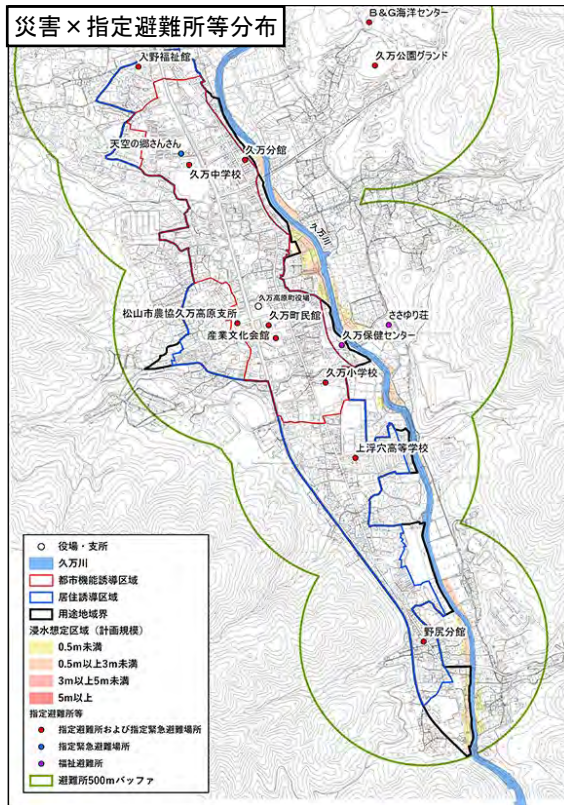 災害×指定避難所等分布
B&G海洋センター
久万公園グランド
入野福祉館
天空の郷さんさん
久万中学校
久万分館
久万川
久万高原町役場
松山市農協久万高原支所
久万町民館
産業文化会館
ささゆり荘
久万保健センター
久万小学校
上浮穴高等学校
野尻分館
役場・支所
久万川
都市機能誘導区域
居住誘導区域
用途地域界
浸水想定区域（計画規模）
0.5m未満
0.5m以上3m未満
3m以上5m未満
5m以上
指定避難所等
指定避難所および指定緊急避難場所
指定緊急避難場所
福祉避難所
避難所500mバッファ